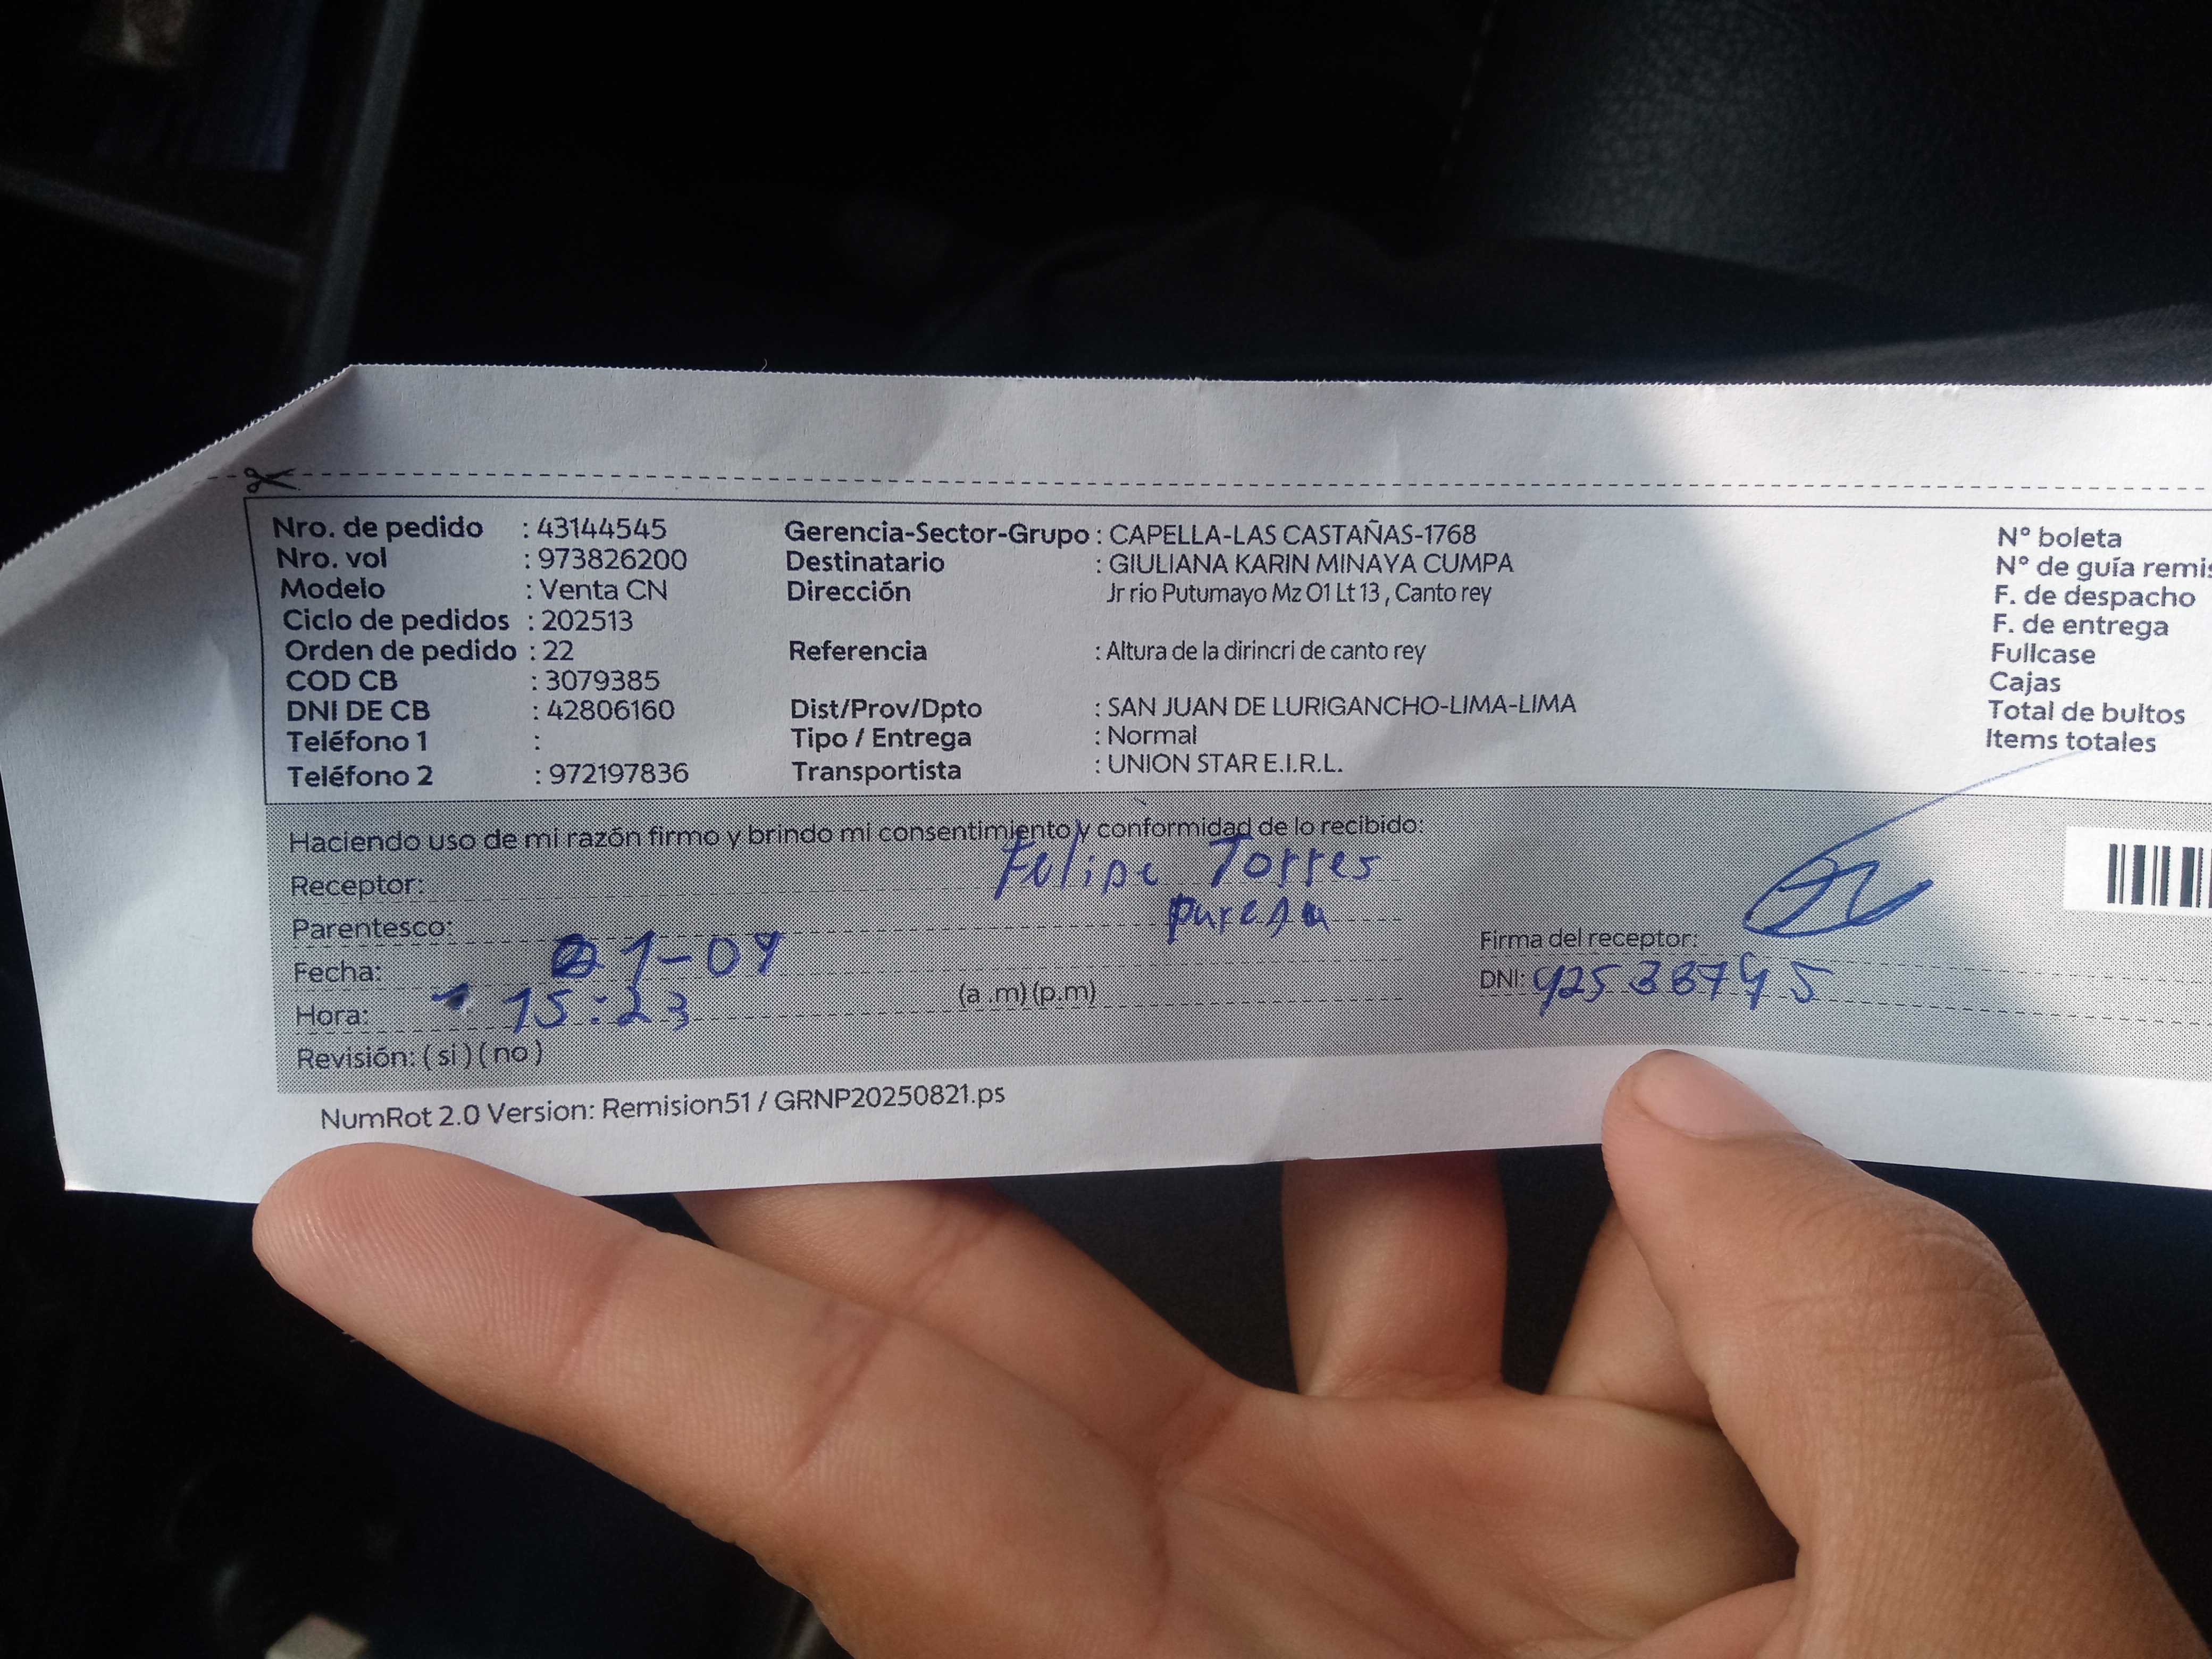 Nro. de pedido : 43144545
Nro. vol : 973826200
Modelo : Venta CN
Ciclo de pedidos : 202513
Orden de pedido : 22
COD CB : 3079385
DNI DE CB : 42806160
Teléfono 1 :
Teléfono 2 : 972197836
Gerencia-Sector-Grupo : CAPELLA-LAS CASTAÑAS-1768
Destinatario : GIULIANA KARIN MINAYA CUMPA
Dirección Jr rio Putumayo Mz O1 Lt 13 , Canto rey
Referencia : Altura de la dirincri de canto rey
Dist/Prov/Dpto : SAN JUAN DE LURIGANCHO-LIMA-LIMA
Tipo / Entrega : Normal
Transportista : UNION STAR E.I.R.L.
N° boleta
N° de guía remis
F. de despacho
F. de entrega
Fullcase
Cajas
Total de bultos
Items totales
Haciendo uso de mi razón firmo y brindo mi consentimiento y conformidad de lo recibido:
Receptor: Felipe Torres
Parentesco:
Fecha:
Hora: 15:23 (a .m) (p.m)
Revisión: ( si ) ( no )
Firma del receptor:
DNI:
NumRot 2.0 Version: Remision51 / GRNP20250821.ps